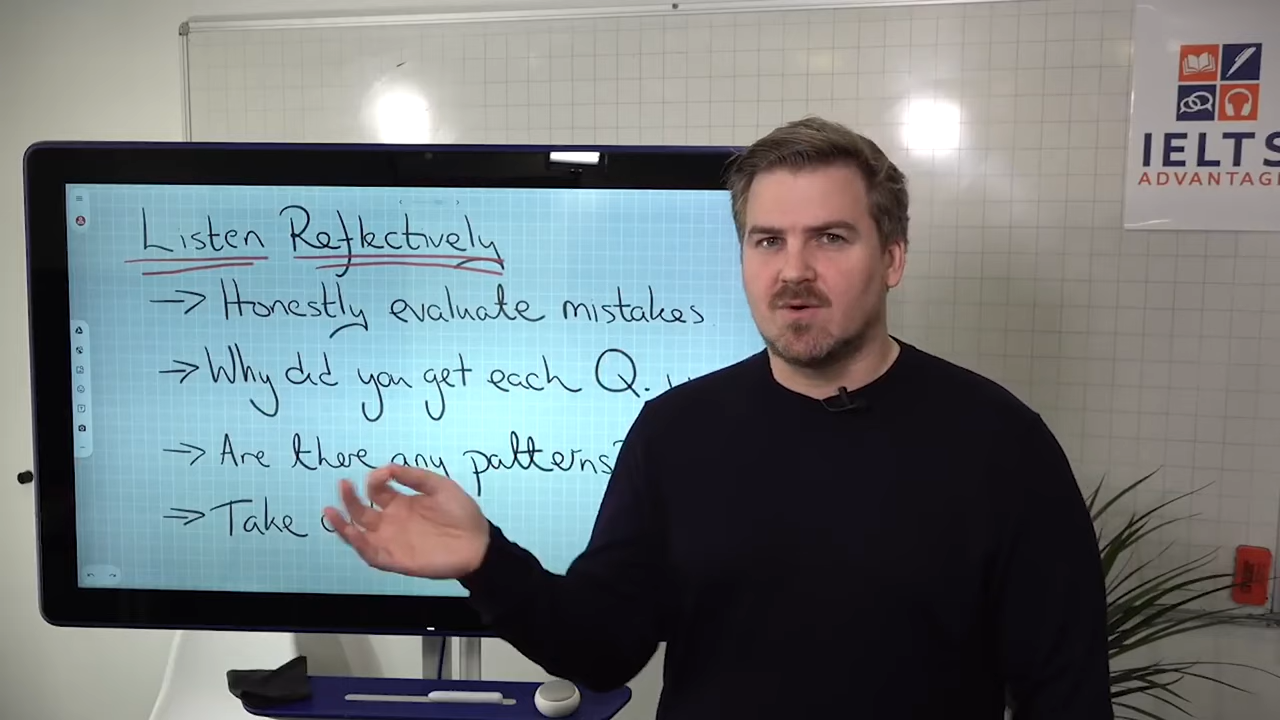 Listen Reflectively
→ Honestly evaluate mistakes
→ Why did you get each Q.
→ Are there any patterns?
→ Take
IELTS
ADVANTAGE